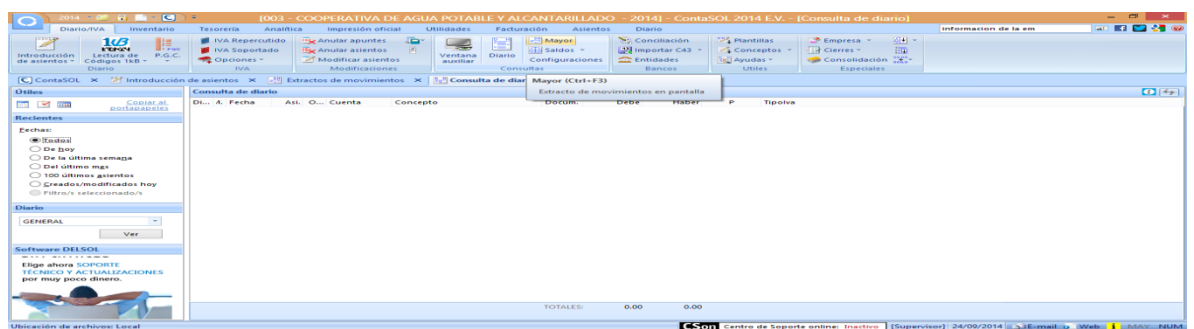 2014
[003 - COOPERATIVA DE AGUA POTABLE Y ALCANTARILLADO - 2014] - ContaSOL 2014 E.V. - [Consulta de diario]
Diario/IVA Inventario Tesorería Analítica Impresión oficial Utilidades Facturación Asientos Diario
Informacion de la em
Introducción de asientos
Lectura de Códigos 1kB
P.G.C.
Diario
IVA Repercutido
IVA Soportado
Opciones
IVA
Anular apuntes
Anular asientos
Modificar asientos
Modificaciones
Ventana auxiliar
Diario
Mayor
Saldos
Configuraciones
Consultas
Conciliación
Importar C43
Entidades
Bancos
Plantillas
Conceptos
Ayudas
Utiles
Empresa
Cierres
Consolidación
Especiales
ContaSOL Introducción de asientos Extractos de movimientos Consulta de diar
Mayor (Ctrl+F3)
Extracto de movimientos en pantalla
Útiles
Copiar al portapapeles
Recientes
Fechas:
Todos
De hoy
De la última semana
Del último mes
100 últimos asientos
Creados/modificados hoy
Filtro/s seleccionado/s
Diario
GENERAL
Ver
Software DELSOL
Elige ahora SOPORTE
TÉCNICO Y ACTUALIZACIONES
por muy poco dinero.
Consulta de diario
Di... Fecha Asi. O... Cuenta Concepto Docum. Debe Haber P Tipoiva
TOTALES: 0.00 0.00
Ubicación de archivos: Local
CSon Centro de Soporte online: Inactivo [Supervisor] 24/09/2014 E-mail Web MAY NUM